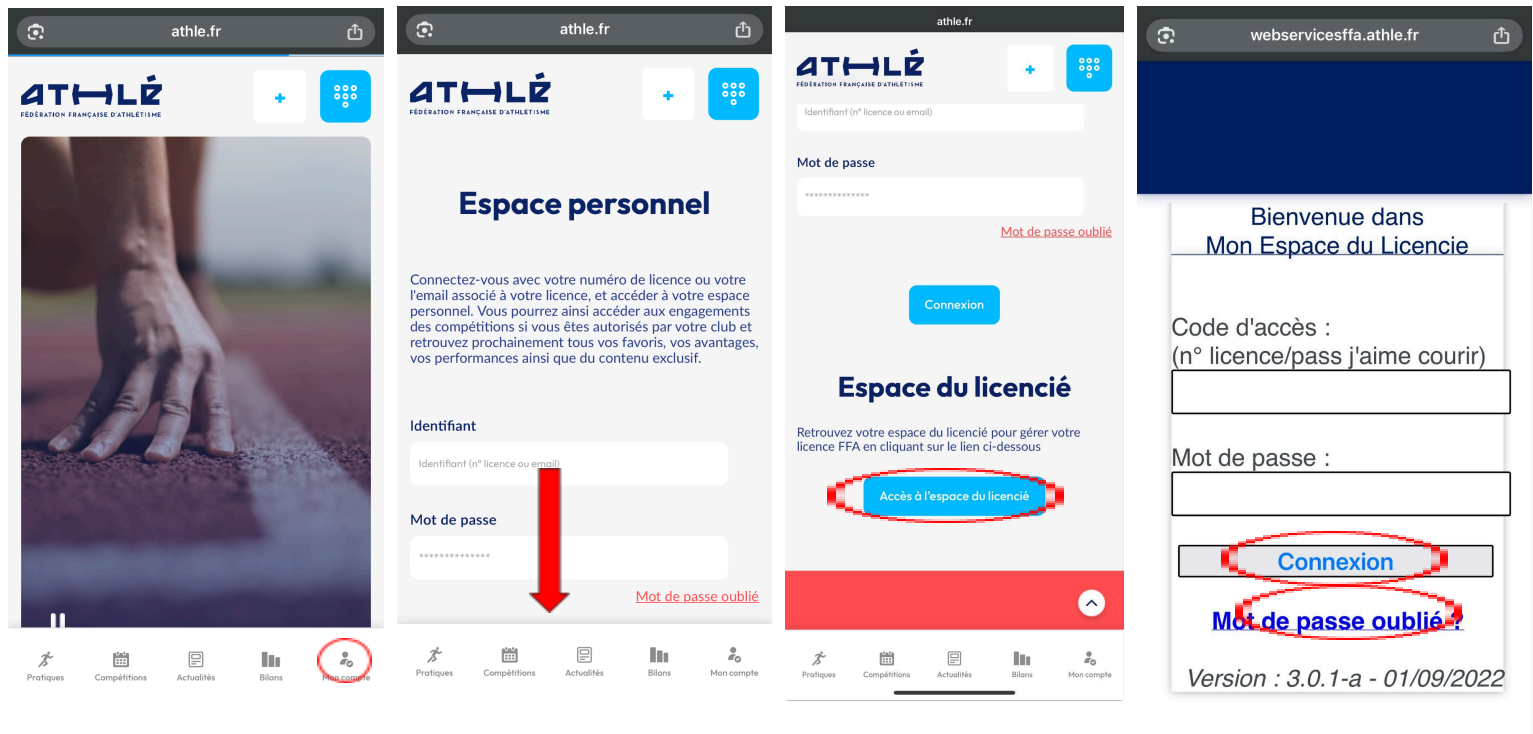 athle.fr
ATHLÉ
FÉDÉRATION FRANÇAISE D'ATHLÉTISME
+
Pratiques
Compétitions
Actualités
Bilans
Mon compte
athle.fr
ATHLÉ
FÉDÉRATION FRANÇAISE D'ATHLÉTISME
+
Espace personnel
Connectez-vous avec votre numéro de licence ou votre
l'email associé à votre licence, et accéder à votre espace
personnel. Vous pourrez ainsi accéder aux engagements
des compétitions si vous êtes autorisés par votre club et
retrouvez prochainement tous vos favoris, vos avantages,
vos performances ainsi que du contenu exclusif.
Identifiant
Identifiant (n° licence ou email)
Mot de passe
**************
Mot de passe oublié
Pratiques
Compétitions
Actualités
Bilans
Mon compte
athle.fr
ATHLÉ
FÉDÉRATION FRANÇAISE D'ATHLÉTISME
+
Identifiant (n° licence ou email)
Mot de passe
**************
Mot de passe oublié
Connexion
Espace du licencié
Retrouvez votre espace du licencié pour gérer votre
licence FFA en cliquant sur le lien ci-dessous
Accès à l'espace du licencié
Pratiques
Compétitions
Actualités
Bilans
Mon compte
webservicesffa.athle.fr
Bienvenue dans
Mon Espace du Licencie
Code d'accès :
(n° licence/pass j'aime courir)
Mot de passe :
Connexion
Mot de passe oublié ?
Version : 3.0.1-a - 01/09/2022